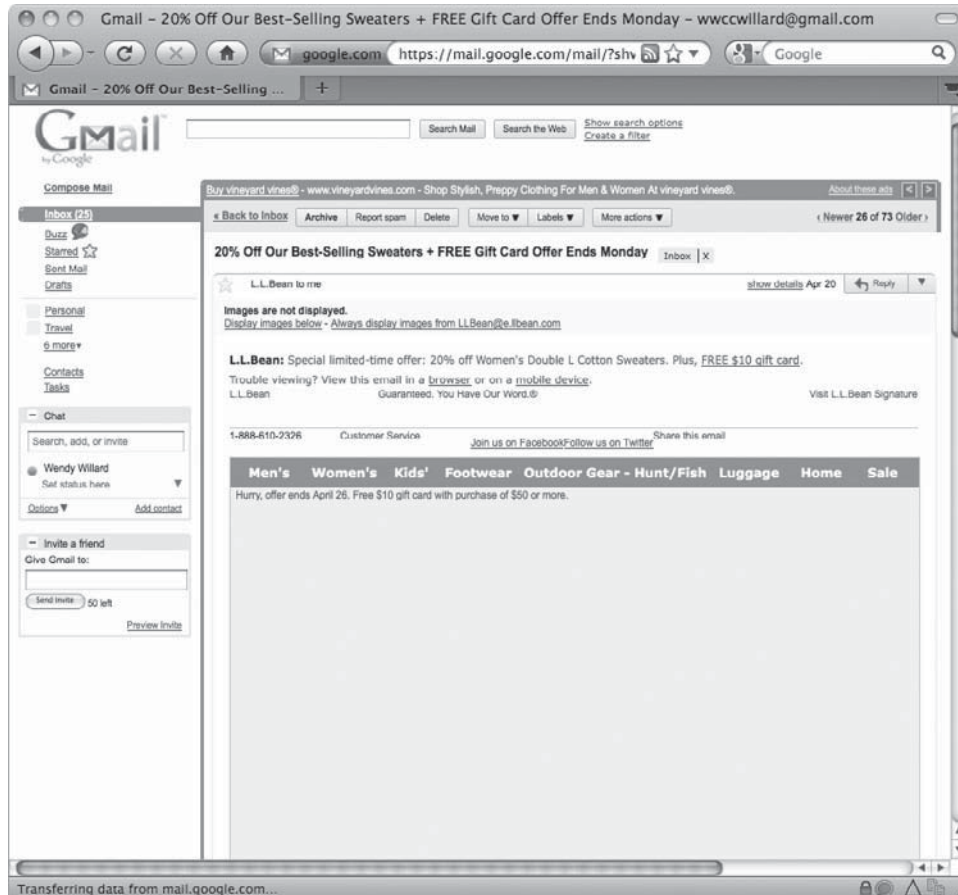 Gmail – 20% Off Our Best-Selling Sweaters + FREE Gift Card Offer Ends Monday – wwccwillard@gmail.com
google.com https://mail.google.com/mail/?shv Google
Gmail – 20% Off Our Best-Selling ... +
Gmail by Google
Search Mail Search the Web Show search options
Create a filter
Compose Mail
Inbox (25)
Buzz
Starred
Sent Mail
Drafts
Personal
Travel
6 more▾
Contacts
Tasks
– Chat
Search, add, or invite
Wendy Willard
Set status here ▼
Options ▼ Add contact
– Invite a friend
Give Gmail to:
Send Invite 50 left
Preview Invite
Buy vineyard vines® - www.vineyardvines.com - Shop Stylish, Preppy Clothing For Men & Women At vineyard vines®. About these ads < >
« Back to Inbox Archive Report spam Delete Move to ▼ Labels ▼ More actions ▼ ‹ Newer 26 of 73 Older ›
20% Off Our Best-Selling Sweaters + FREE Gift Card Offer Ends Monday Inbox | X
L.L.Bean to me show details Apr 20 Reply ▼
Images are not displayed.
Display images below - Always display images from LLBean@e.llbean.com
L.L.Bean: Special limited-time offer: 20% off Women's Double L Cotton Sweaters. Plus, FREE $10 gift card.
Trouble viewing? View this email in a browser or on a mobile device.
L.L.Bean Guaranteed. You Have Our Word.® Visit L.L.Bean Signature
1-888-610-2326 Customer Service Join us on FacebookFollow us on Twitter Share this email
Men's Women's Kids' Footwear Outdoor Gear - Hunt/Fish Luggage Home Sale
Hurry, offer ends April 26. Free $10 gift card with purchase of $50 or more.
Transferring data from mail.google.com...